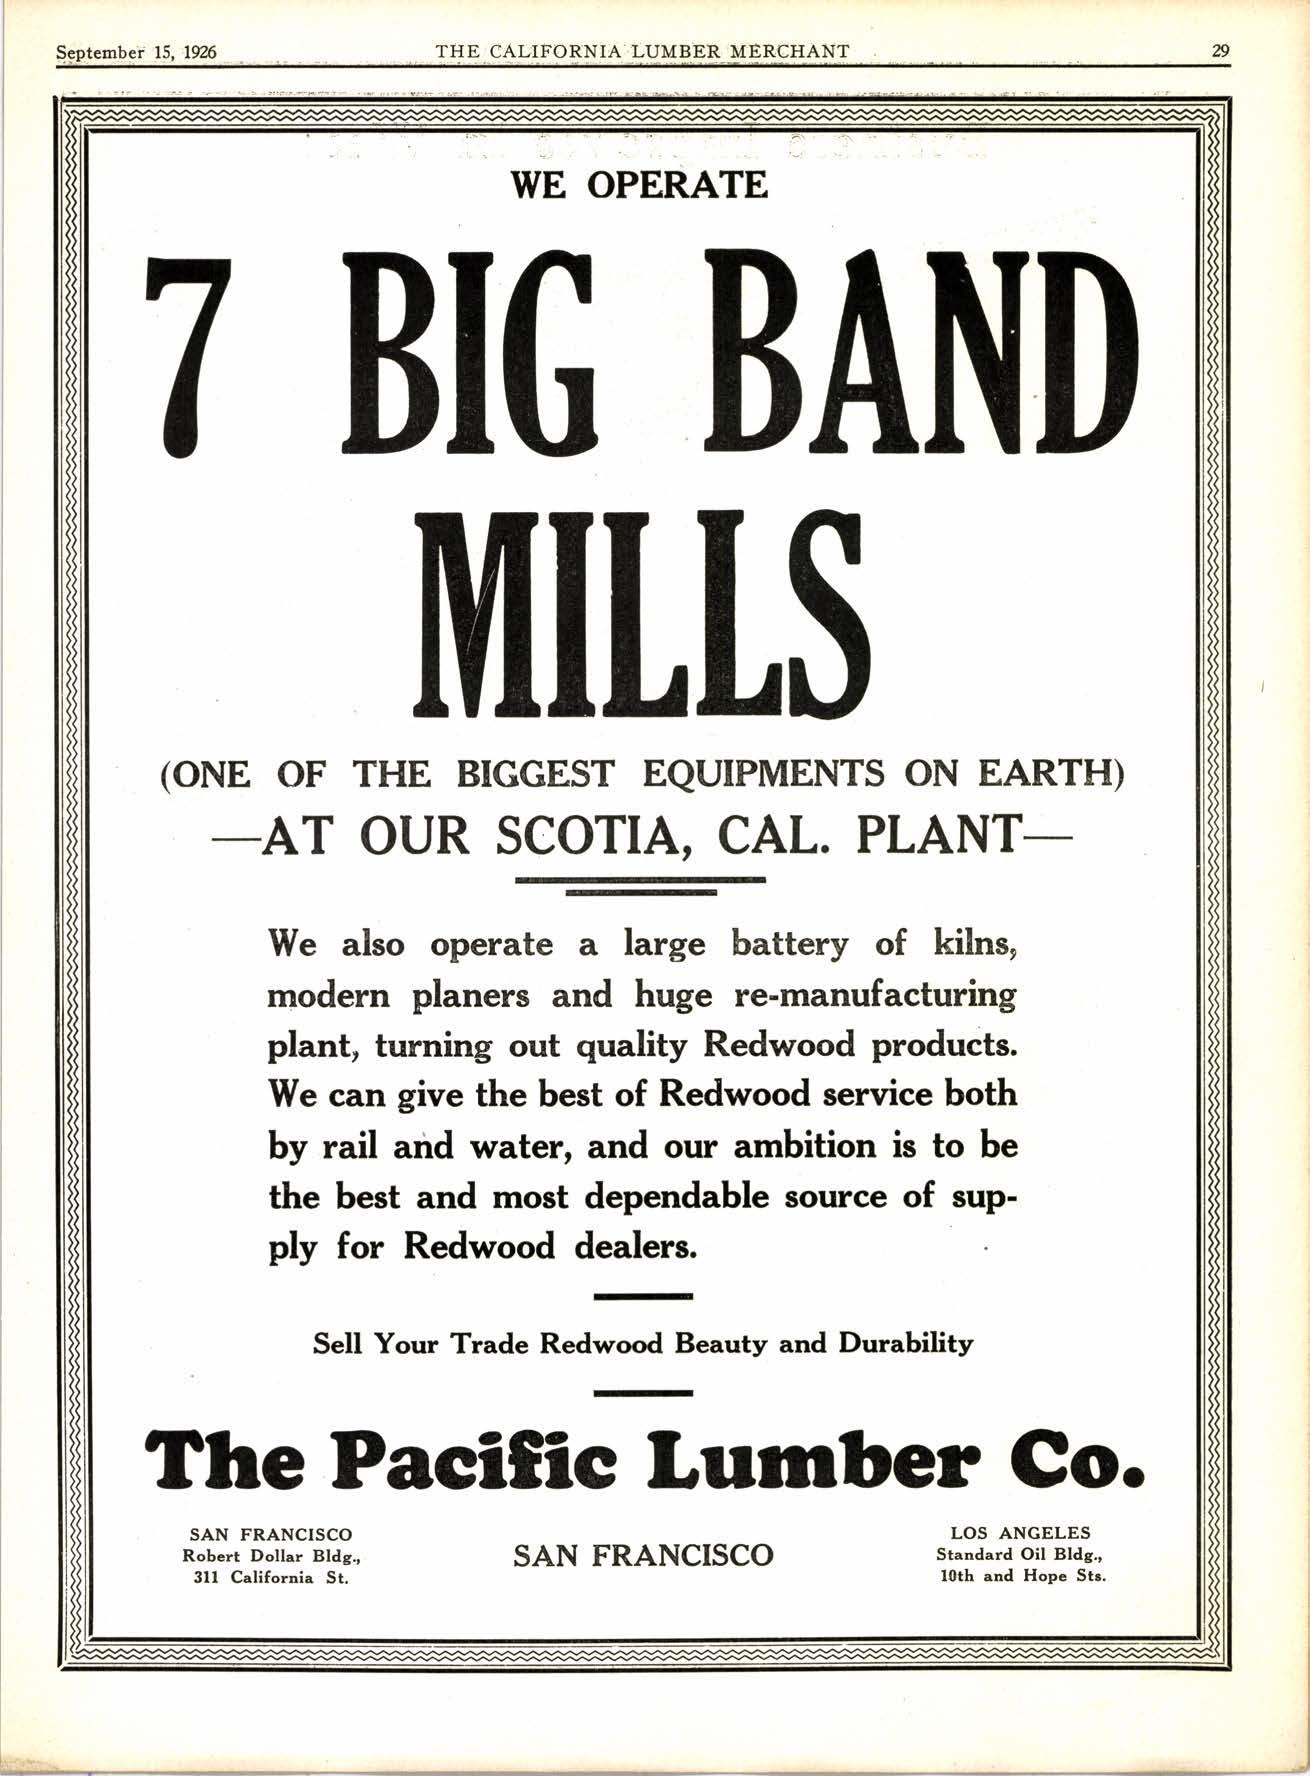 September 15, 1926 THE CALIFORNIA LUMBER MERCHANT 29
WE OPERATE
7 BIG BAND
MILLS
(ONE OF THE BIGGEST EQUIPMENTS ON EARTH)
—AT OUR SCOTIA, CAL. PLANT—
We also operate a large battery of kilns,
modern planers and huge re-manufacturing
plant, turning out quality Redwood products.
We can give the best of Redwood service both
by rail and water, and our ambition is to be
the best and most dependable source of sup-
ply for Redwood dealers.
Sell Your Trade Redwood Beauty and Durability
The Pacific Lumber Co.
SAN FRANCISCO
Robert Dollar Bldg.,
311 California St.
SAN FRANCISCO
LOS ANGELES
Standard Oil Bldg.,
10th and Hope Sts.